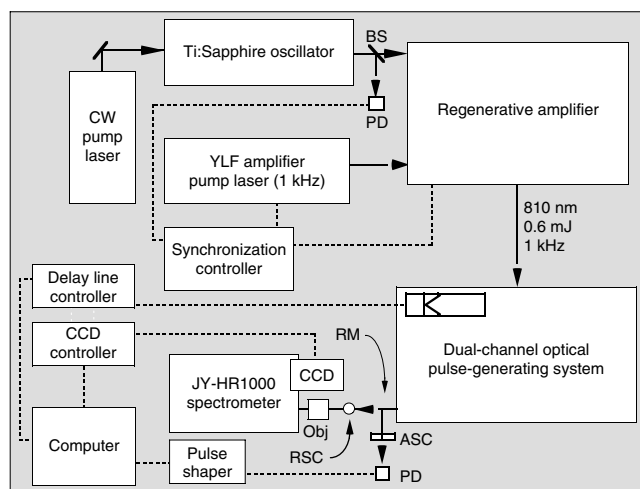 Ti:Sapphire oscillator
BS
CW
pump
laser
PD
Regenerative amplifier
YLF amplifier
pump laser (1 kHz)
810 nm
0.6 mJ
1 kHz
Synchronization
controller
Delay line
controller
CCD
controller
RM
Dual-channel optical
pulse-generating system
CCD
JY-HR1000
spectrometer
Obj
ASC
RSC
Computer
Pulse
shaper
PD